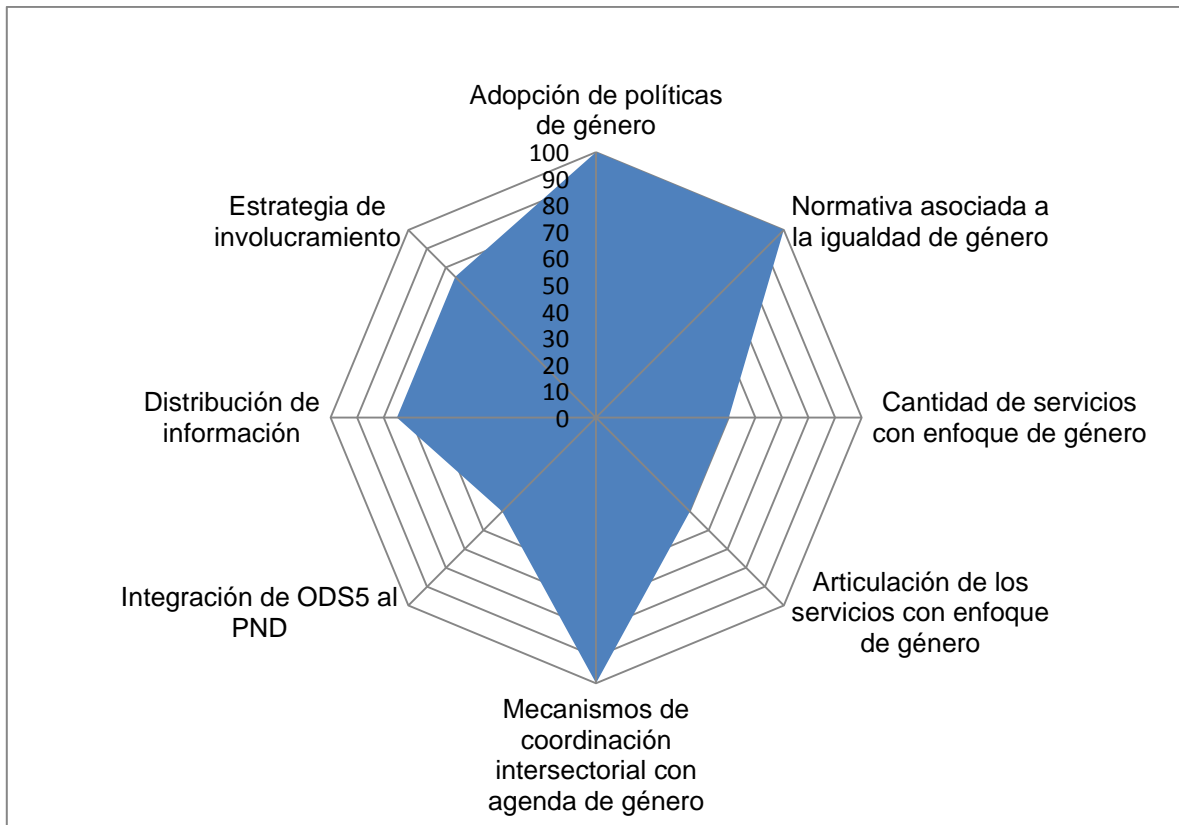 Adopción de políticas
de género
100
90
80
70
60
50
40
30
20
10
0
Normativa asociada a
la igualdad de género
Cantidad de servicios
con enfoque de género
Articulación de los
servicios con enfoque
de género
Mecanismos de
coordinación
intersectorial con
agenda de género
Integración de ODS5 al
PND
Distribución de
información
Estrategia de
involucramiento